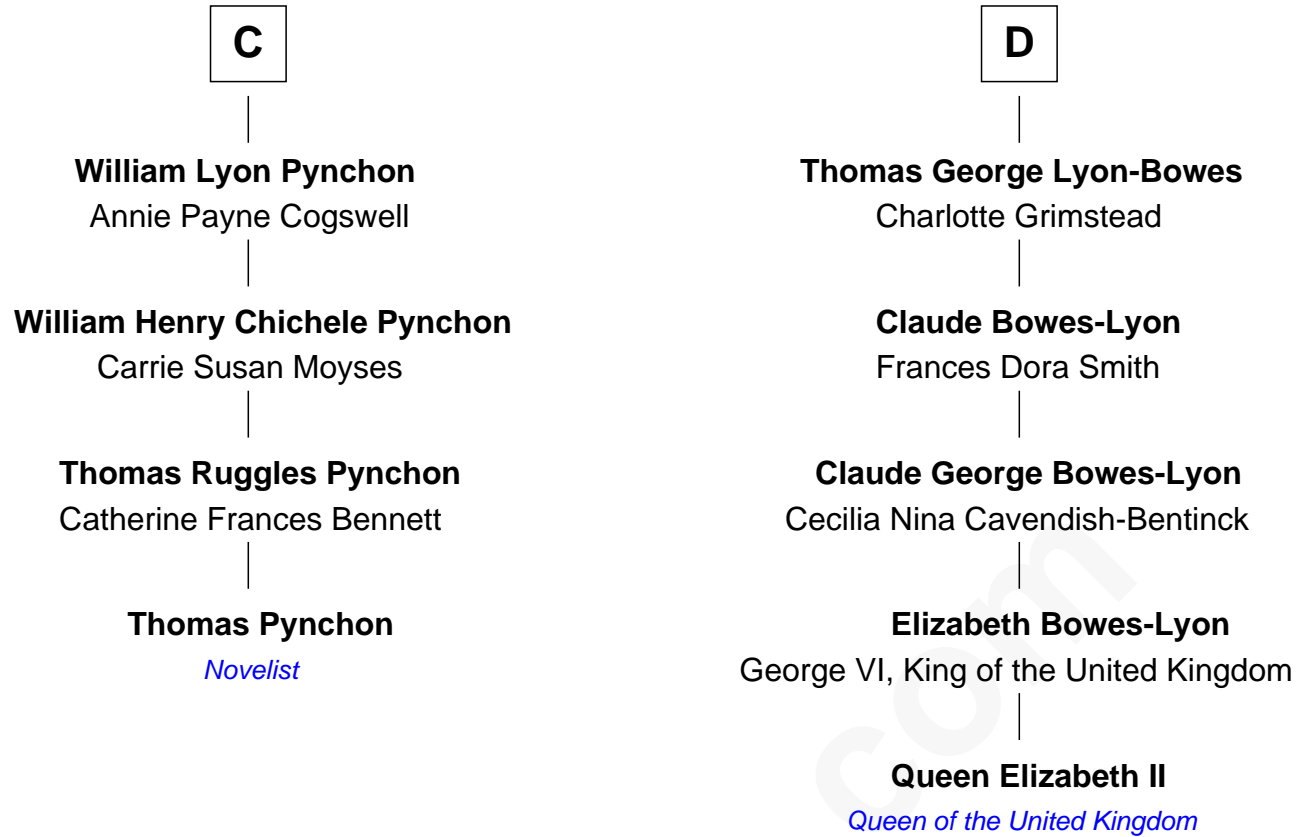 C
William Lyon Pynchon
Annie Payne Cogswell
William Henry Chichele Pynchon
Carrie Susan Moyses
Thomas Ruggles Pynchon
Catherine Frances Bennett
Thomas Pynchon
Novelist
D
Thomas George Lyon-Bowes
Charlotte Grimstead
Claude Bowes-Lyon
Frances Dora Smith
Claude George Bowes-Lyon
Cecilia Nina Cavendish-Bentinck
Elizabeth Bowes-Lyon
George VI, King of the United Kingdom
Queen Elizabeth II
Queen of the United Kingdom
com